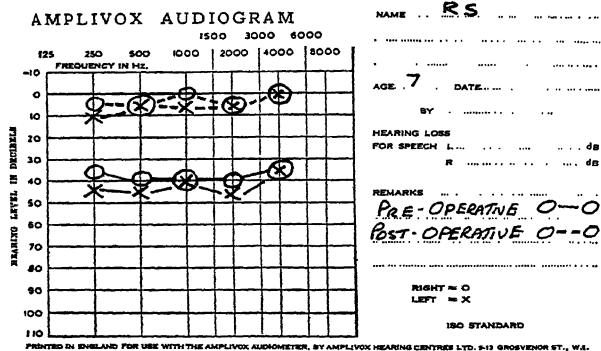 AMPLIVOX AUDIOGRAM
1500 3000 6000
125 250 500 1000 2000 4000 8000
FREQUENCY IN Hz.
HEARING LEVEL IN DECIBELS
-10
0
10
20
30
40
50
60
70
80
90
100
110
NAME RS
AGE 7 DATE
BY
HEARING LOSS
FOR SPEECH L dB
R dB
REMARKS
PRE-OPERATIVE O—O
POST-OPERATIVE O--O
RIGHT = O
LEFT = X
ISO STANDARD
PRINTED IN ENGLAND FOR USE WITH THE AMPLIVOX AUDIOMETER, BY AMPLIVOX HEARING CENTRES LTD. 9-13 GROSVENOR ST., W.1.